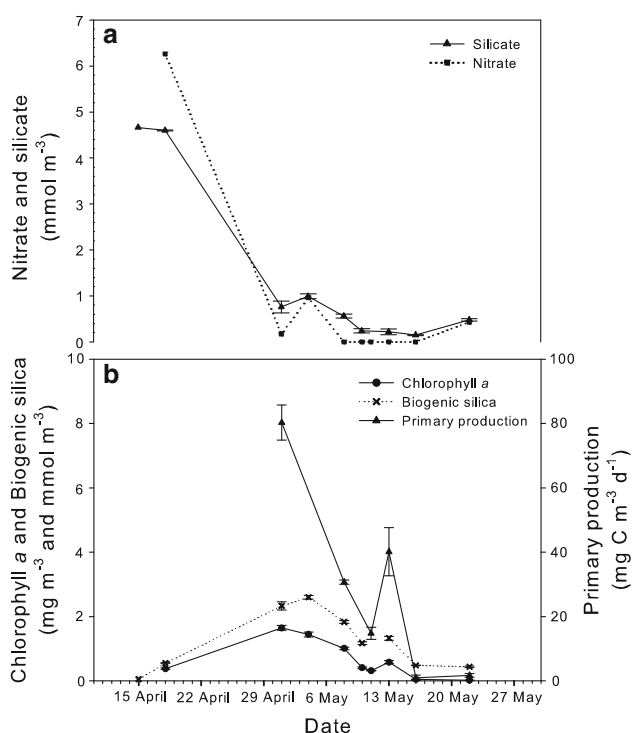 a
7
6
5
4
3
2
1
0
Nitrate and silicate
(mmol m-3)
Silicate
Nitrate
b
10
8
6
4
2
0
Chlorophyll a and Biogenic silica
(mg m-3 and mmol m-3)
Chlorophyll a
Biogenic silica
Primary production
100
80
60
40
20
0
Primary production
(mg C m-3 d-1)
15 April 22 April 29 April 6 May 13 May 20 May 27 May
Date